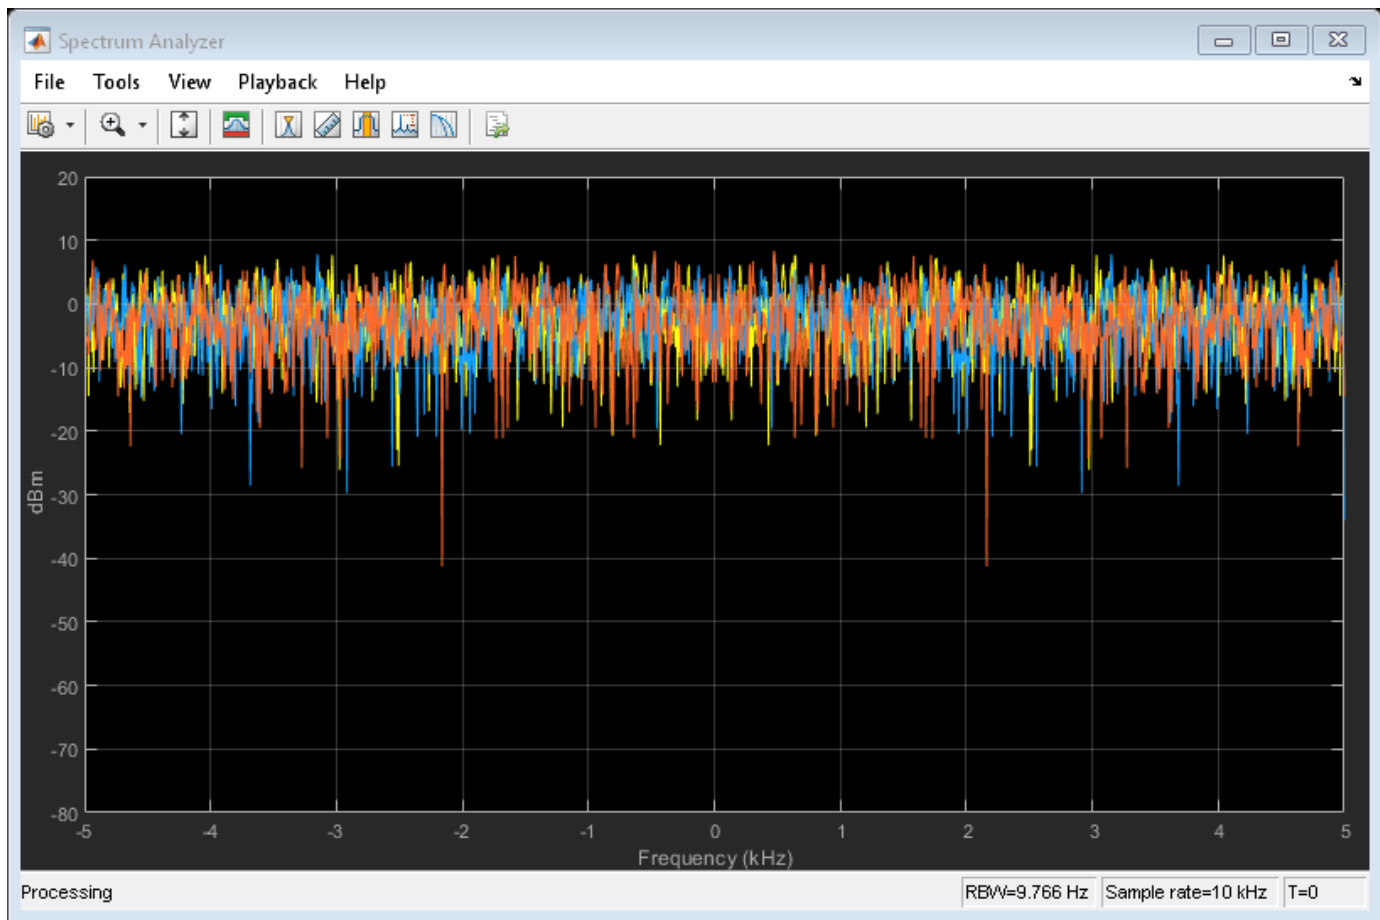 Spectrum Analyzer
File Tools View Playback Help
20
10
0
-10
-20
-30
-40
-50
-60
-70
-80
dBm
-5 -4 -3 -2 -1 0 1 2 3 4 5
Frequency (kHz)
Processing RBW=9.766 Hz Sample rate=10 kHz T=0